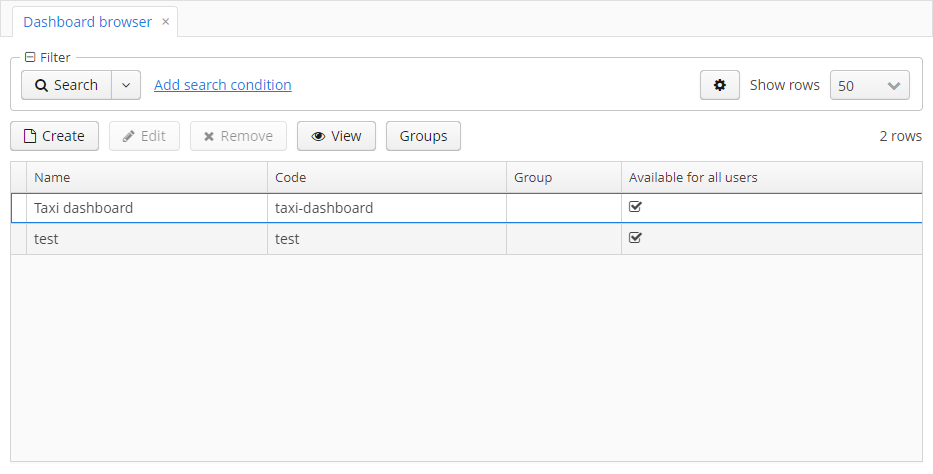 Dashboard browser ×
Filter
Search Add search condition Show rows 50
Create Edit Remove View Groups 2 rows
Name Code Group Available for all users
Taxi dashboard taxi-dashboard
test test